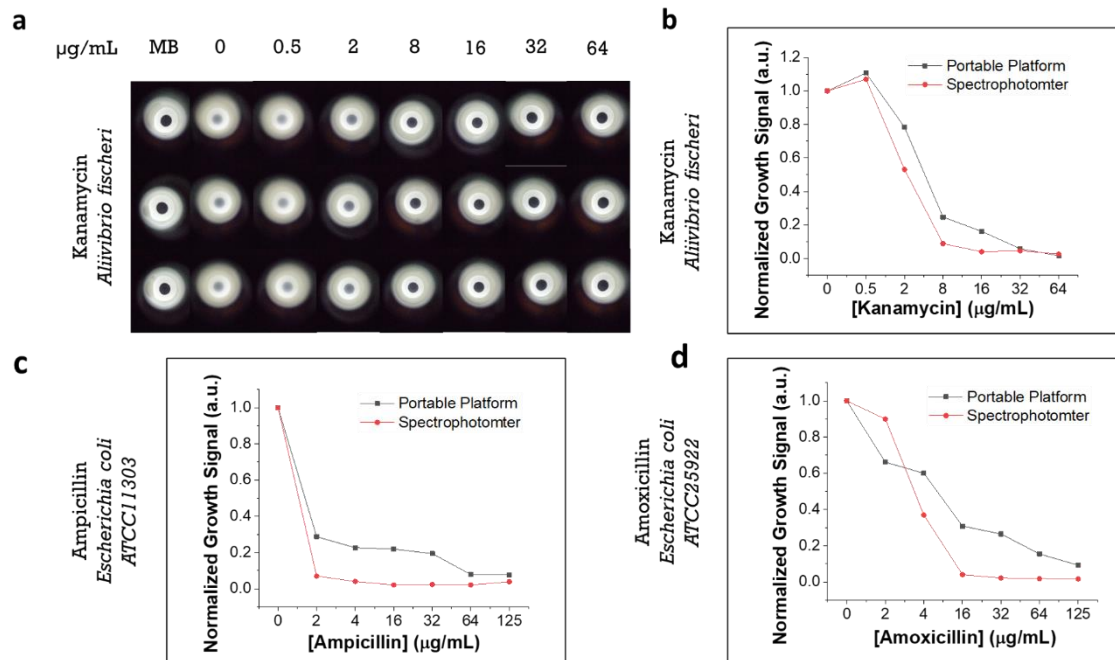 a
µg/mL MB 0 0.5 2 8 16 32 64
Kanamycin
Aliivibrio fischeri
b
Kanamycin
Aliivibrio fischeri
Normalized Growth Signal (a.u.)
1.2
1.0
0.8
0.6
0.4
0.2
0.0
Portable Platform
Spectrophotomter
0 0.5 2 8 16 32 64
[Kanamycin] (µg/mL)
c
Ampicillin
Escherichia coli
ATCC11303
Normalized Growth Signal (a.u.)
1.0
0.8
0.6
0.4
0.2
0.0
Portable Platform
Spectrophotomter
0 2 4 16 32 64 125
[Ampicillin] (µg/mL)
d
Amoxicillin
Escherichia coli
ATCC25922
Normalized Growth Signal (a.u.)
1.0
0.8
0.6
0.4
0.2
0.0
Portable Platform
Spectrophotomter
0 2 4 16 32 64 125
[Amoxicillin] (µg/mL)